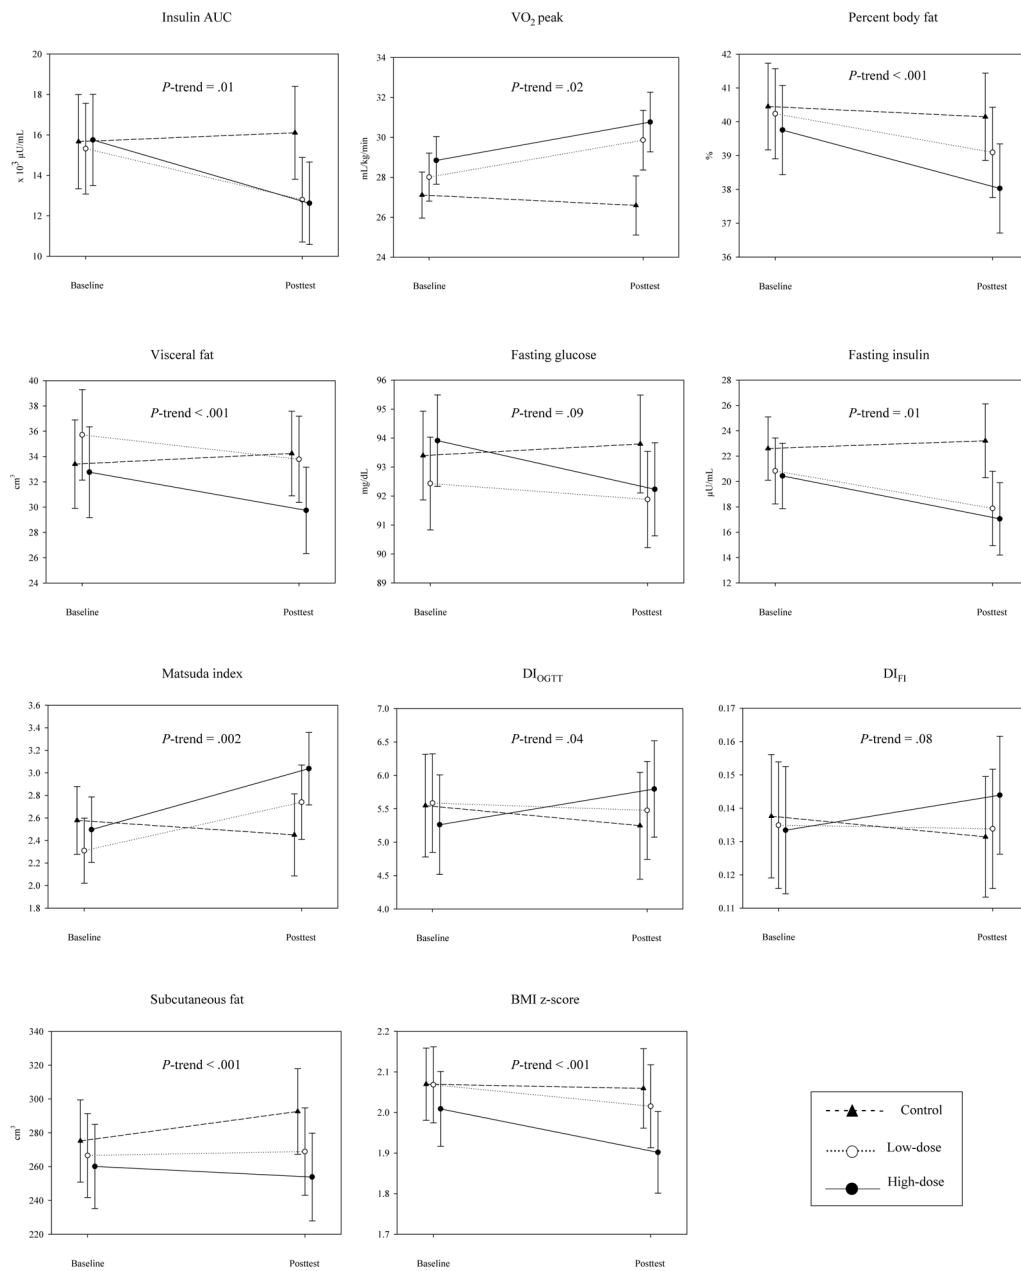 Insulin AUC
P-trend = .01
x 10³ µU/mL
20
18
16
14
12
10
Baseline
Posttest
VO₂ peak
P-trend = .02
mL/kg/min
34
32
30
28
26
24
Baseline
Posttest
Percent body fat
P-trend < .001
%
42
41
40
39
38
37
36
Baseline
Posttest
Visceral fat
P-trend < .001
cm³
40
38
36
34
32
30
28
26
24
Baseline
Posttest
Fasting glucose
P-trend = .09
mg/dL
96
95
94
93
92
91
90
89
Baseline
Posttest
Fasting insulin
P-trend = .01
µU/mL
28
26
24
22
20
18
16
14
12
Baseline
Posttest
Matsuda index
P-trend = .002
3.6
3.4
3.2
3.0
2.8
2.6
2.4
2.2
2.0
1.8
Baseline
Posttest
DI_OGTT
P-trend = .04
7.0
6.5
6.0
5.5
5.0
4.5
4.0
Baseline
Posttest
DI_FI
P-trend = .08
0.17
0.16
0.15
0.14
0.13
0.12
0.11
Baseline
Posttest
Subcutaneous fat
P-trend < .001
cm³
340
320
300
280
260
240
220
Baseline
Posttest
BMI z-score
P-trend < .001
2.2
2.1
2.0
1.9
1.8
1.7
Baseline
Posttest
Control
Low-dose
High-dose